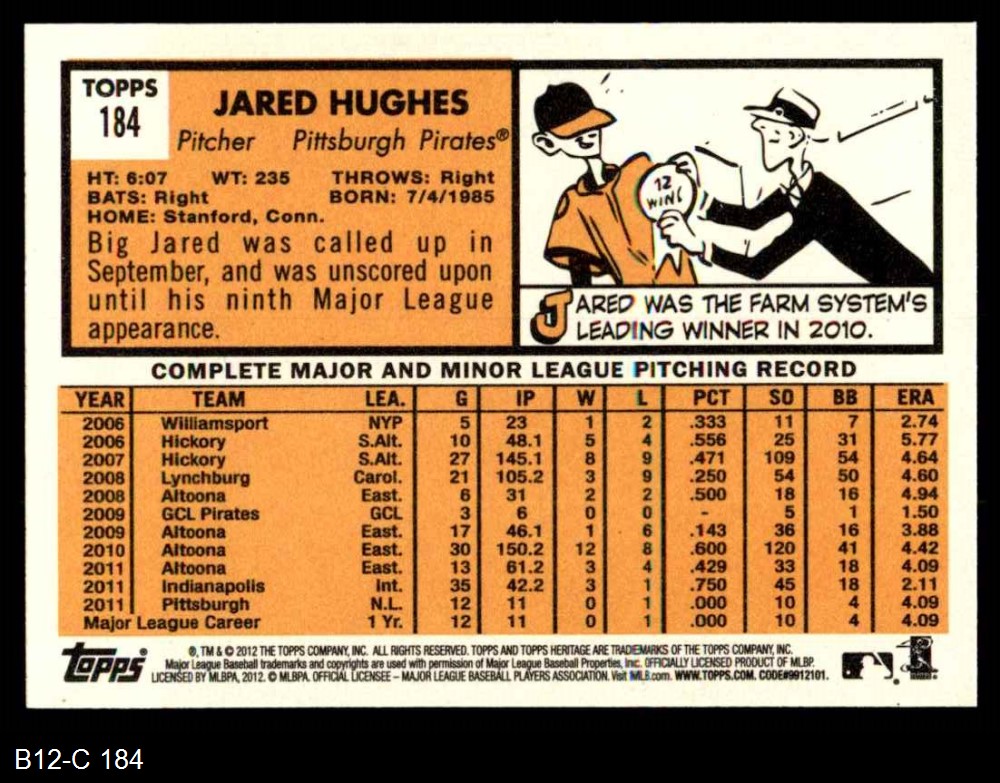 TOPPS
184
JARED HUGHES
Pitcher Pittsburgh Pirates®
HT: 6:07 WT: 235 THROWS: Right
BATS: Right BORN: 7/4/1985
HOME: Stanford, Conn.
Big Jared was called up in
September, and was unscored upon
until his ninth Major League
appearance.
12
WINS
JARED WAS THE FARM SYSTEM'S
LEADING WINNER IN 2010.
COMPLETE MAJOR AND MINOR LEAGUE PITCHING RECORD
YEAR TEAM LEA. G IP W L PCT SO BB ERA
2006 Williamsport NYP 5 23 1 2 .333 11 7 2.74
2006 Hickory S.Alt. 10 48.1 5 4 .556 25 31 5.77
2007 Hickory S.Alt. 27 145.1 8 9 .471 109 54 4.64
2008 Lynchburg Carol. 21 105.2 3 9 .250 54 50 4.60
2008 Altoona East. 6 31 2 2 .500 18 16 4.94
2009 GCL Pirates GCL 3 6 0 0 - 5 1 1.50
2009 Altoona East. 17 46.1 1 6 .143 36 16 3.88
2010 Altoona East. 30 150.2 12 8 .600 120 41 4.42
2011 Altoona East. 13 61.2 3 4 .429 33 18 4.09
2011 Indianapolis Int. 35 42.2 3 1 .750 45 18 2.11
2011 Pittsburgh N.L. 12 11 0 1 .000 10 4 4.09
Major League Career 1 Yr. 12 11 0 1 .000 10 4 4.09
Topps
®, TM & © 2012 THE TOPPS COMPANY, INC. ALL RIGHTS RESERVED. TOPPS AND TOPPS HERITAGE ARE TRADEMARKS OF THE TOPPS COMPANY, INC.
Major League Baseball trademarks and copyrights are used with permission of Major League Baseball Properties, Inc. OFFICIALLY LICENSED PRODUCT OF MLBP.
LICENSED BY MLBPA, 2012. © MLBPA. OFFICIAL LICENSEE – MAJOR LEAGUE BASEBALL PLAYERS ASSOCIATION. Visit MLB.com. WWW.TOPPS.COM. CODE#9912101.
B12-C 184